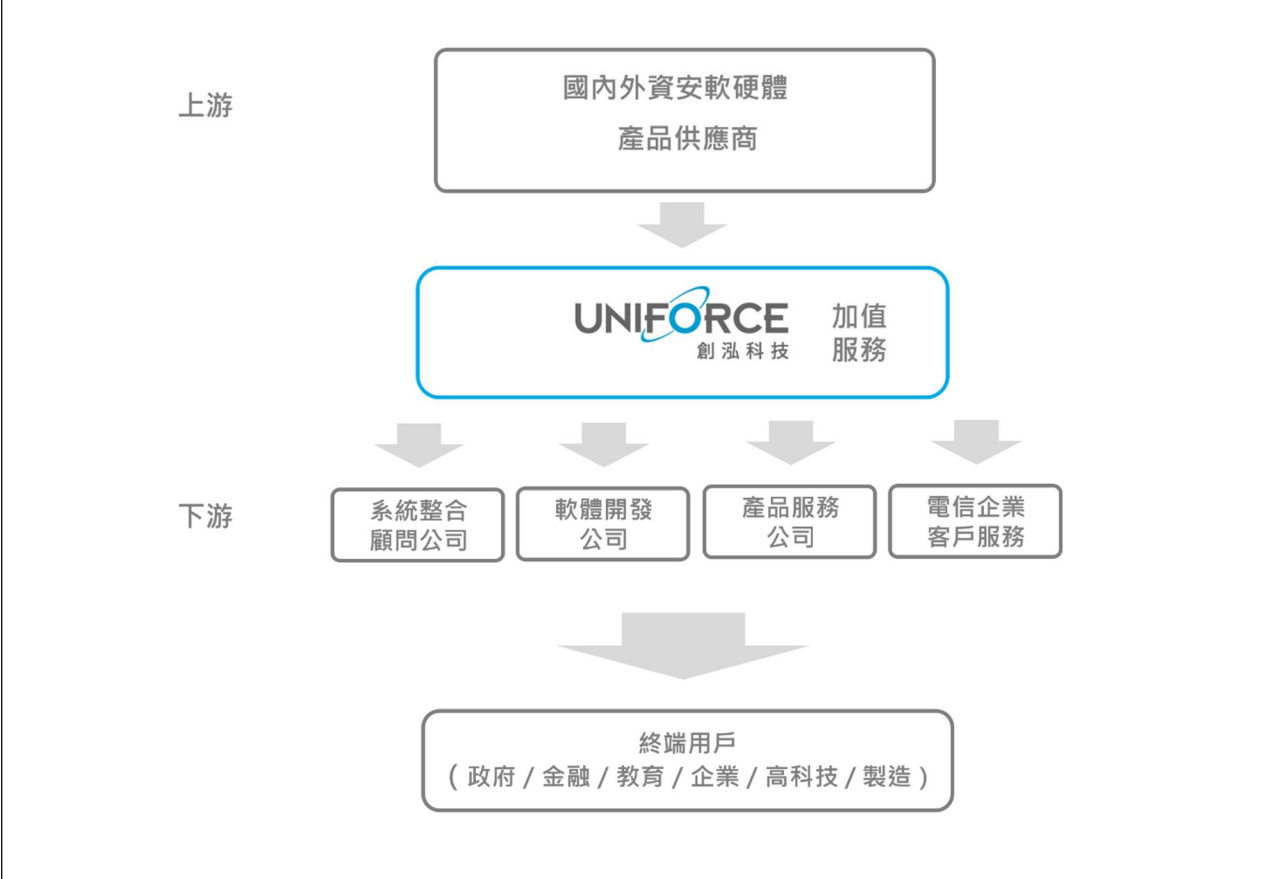 上游
國內外資安軟硬體
產品供應商
UNIFORCE
創泓科技
加值
服務
下游
系統整合
顧問公司
軟體開發
公司
產品服務
公司
電信企業
客戶服務
終端用戶
( 政府 / 金融 / 教育 / 企業 / 高科技 / 製造 )